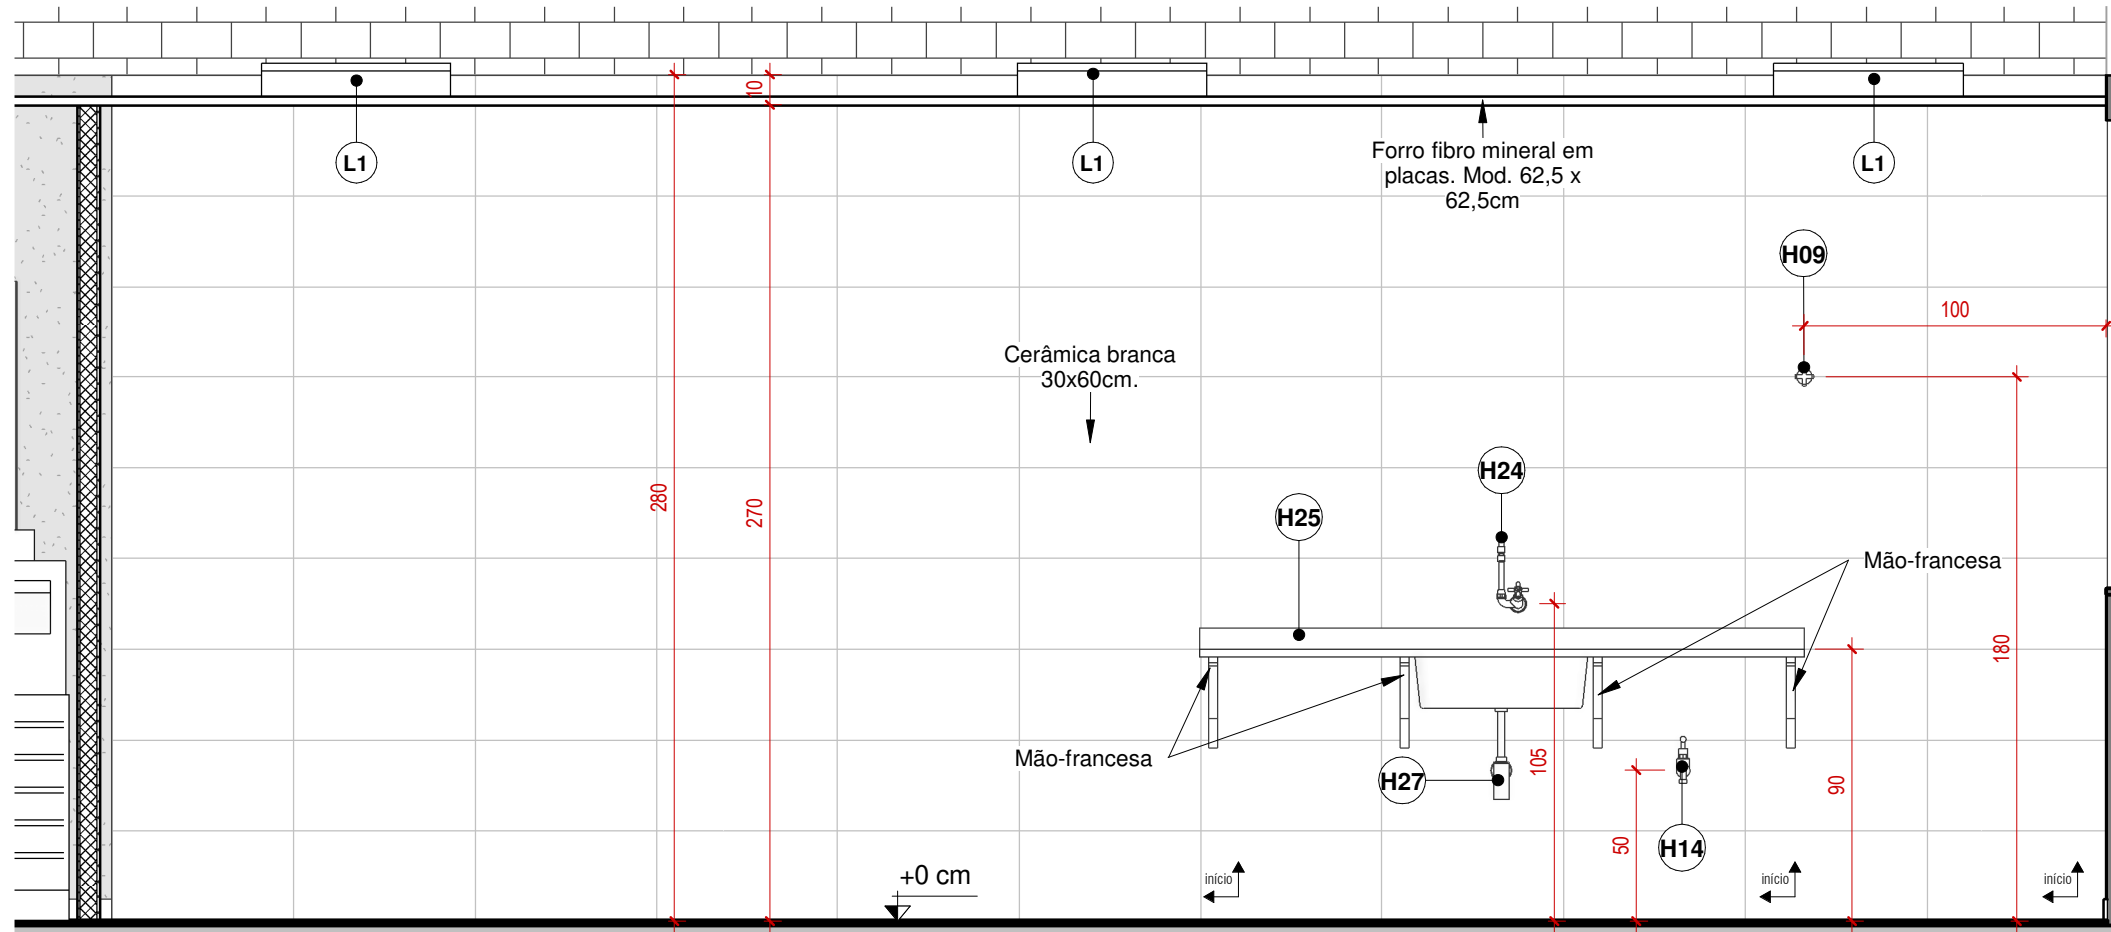 10
L1
L1
L1
Forro fibro mineral em
placas. Mod. 62,5 x
62,5cm
H09
100
Cerâmica branca
30x60cm.
H24
280
270
H25
Mão-francesa
180
Mão-francesa
105
H27
90
50
H14
+0 cm
início
início
início